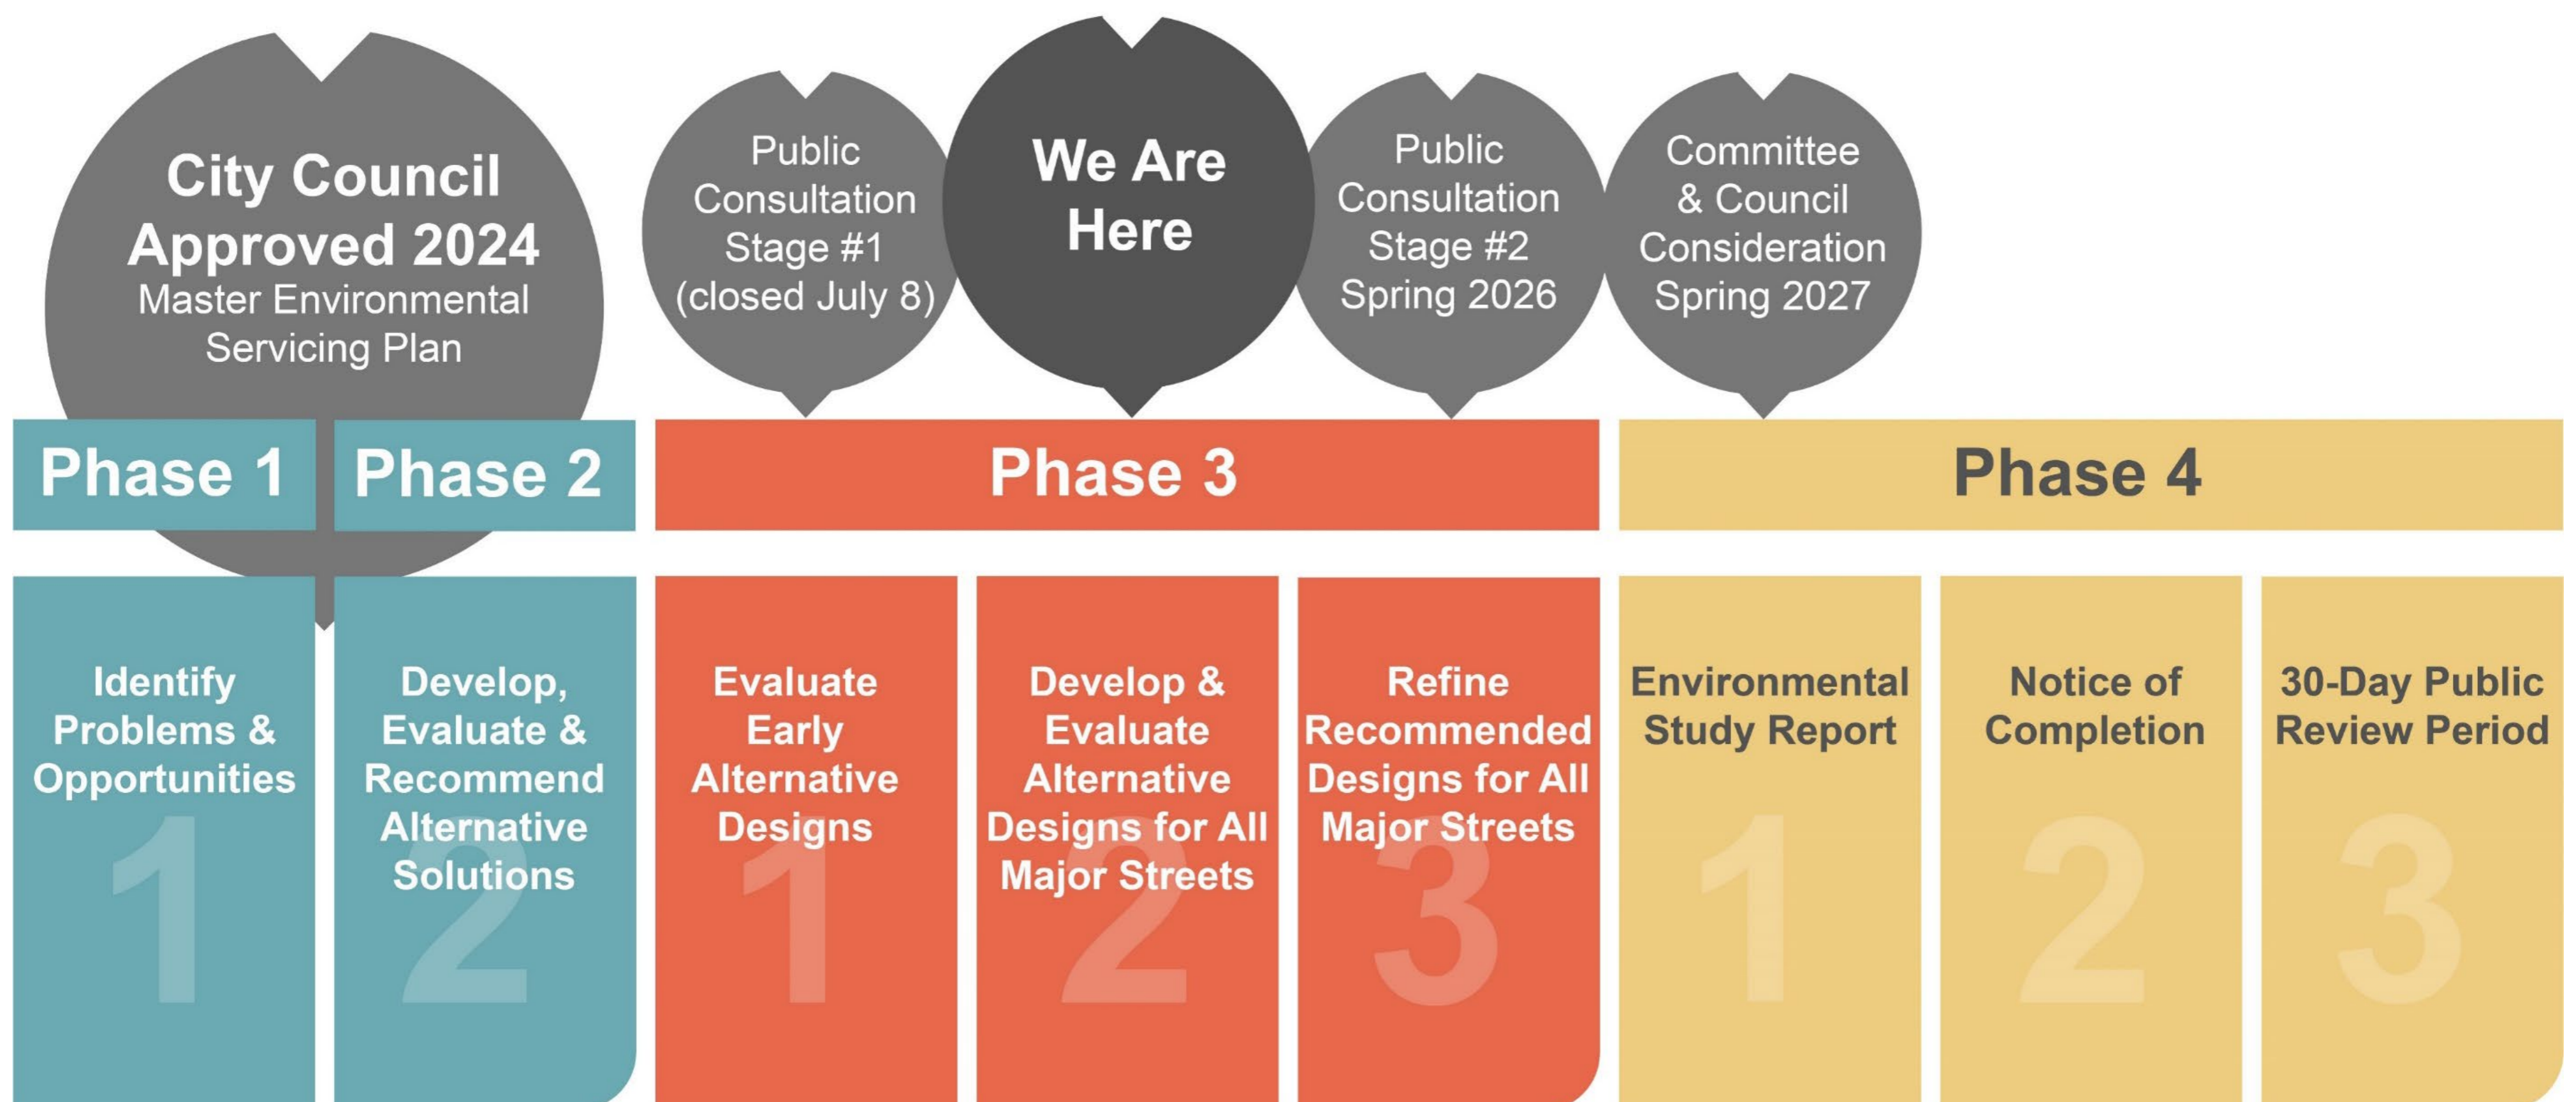 City Council
Approved 2024
Master Environmental
Servicing Plan
Public
Consultation
Stage #1
(closed July 8)
We Are
Here
Public
Consultation
Stage #2
Spring 2026
Committee
& Council
Consideration
Spring 2027
Phase 1
Phase 2
Phase 3
Phase 4
Identify
Problems &
Opportunities
1
Develop,
Evaluate &
Recommend
Alternative
Solutions
2
Evaluate
Early
Alternative
Designs
1
Develop &
Evaluate
Alternative
Designs for All
Major Streets
2
Refine
Recommended
Designs for All
Major Streets
3
Environmental
Study Report
1
Notice of
Completion
2
30-Day Public
Review Period
3